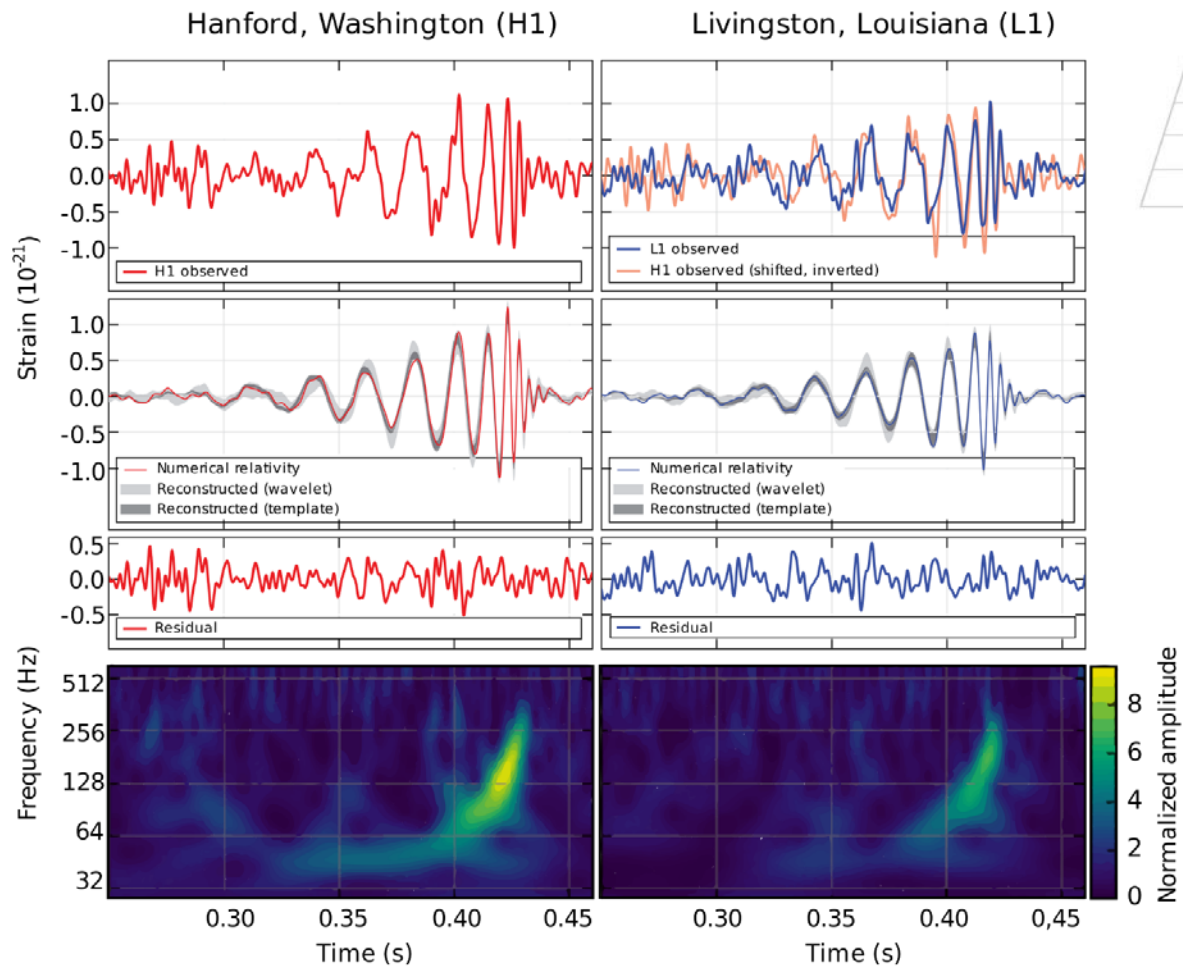 Hanford, Washington (H1)
Livingston, Louisiana (L1)
Strain (10-21)
1.0
0.5
0.0
-0.5
-1.0
H1 observed
L1 observed
H1 observed (shifted, inverted)
1.0
0.5
0.0
-0.5
-1.0
Numerical relativity
Reconstructed (wavelet)
Reconstructed (template)
Numerical relativity
Reconstructed (wavelet)
Reconstructed (template)
0.5
0.0
-0.5
Residual
Residual
Frequency (Hz)
512
256
128
64
32
Normalized amplitude
8
6
4
2
0
0.30
0.35
0.40
0.45
0.30
0.35
0.40
0,45
Time (s)
Time (s)